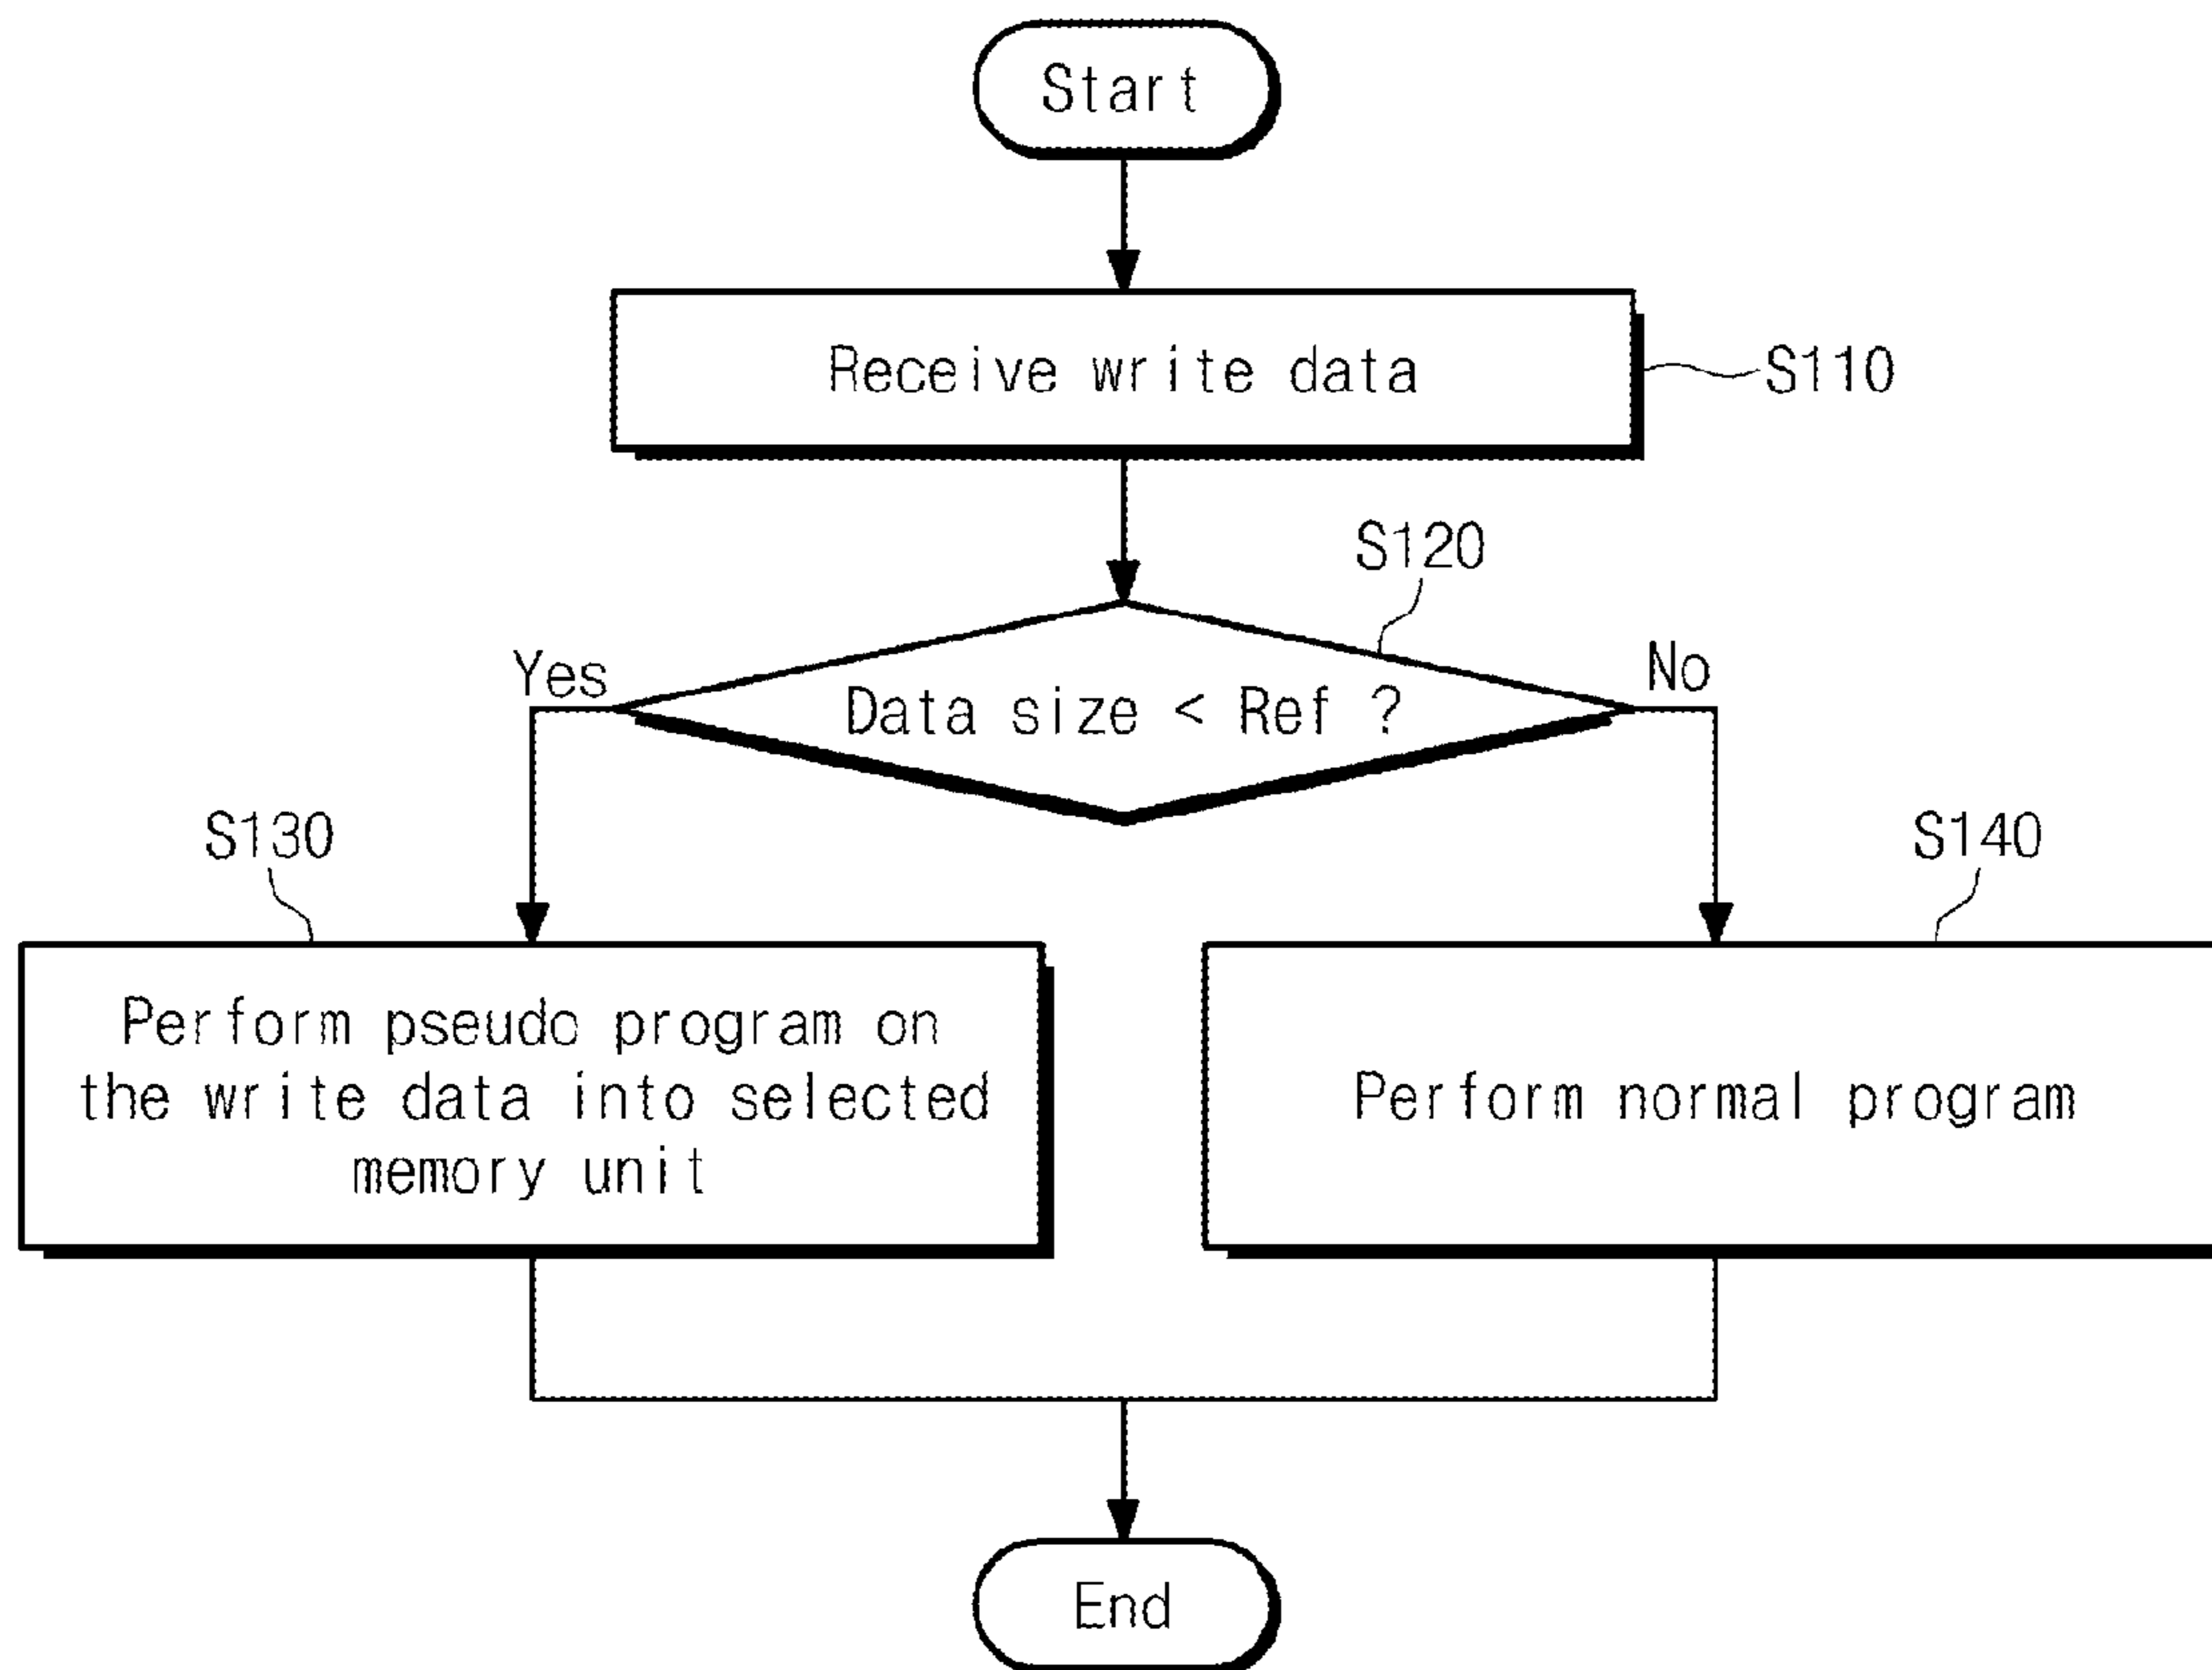 Start
Receive write data
S110
S120
Yes
Data size < Ref ?
No
S130
S140
Perform pseudo program on
the write data into selected
memory unit
Perform normal program
End